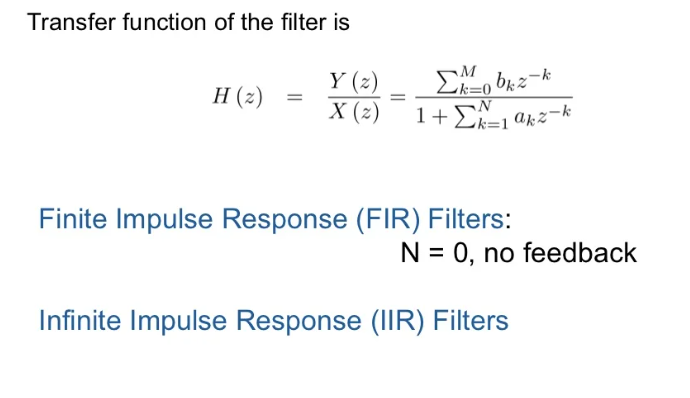 Transfer function of the filter is
H (z) = Y (z) / X (z) = ∑_{k=0}^{M} b_k z^{-k} / 1 + ∑_{k=1}^{N} a_k z^{-k}
Finite Impulse Response (FIR) Filters:
N = 0, no feedback
Infinite Impulse Response (IIR) Filters